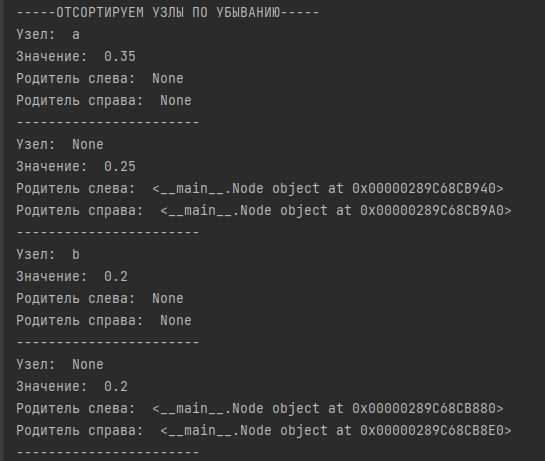 -----ОТСОРТИРУЕМ УЗЛЫ ПО УБЫВАНИЮ-----
Узел:  a
Значение:  0.35
Родитель слева:  None
Родитель справа:  None
-----------------------
Узел:  None
Значение:  0.25
Родитель слева:  <__main__.Node object at 0x00000289C68CB940>
Родитель справа:  <__main__.Node object at 0x00000289C68CB9A0>
-----------------------
Узел:  b
Значение:  0.2
Родитель слева:  None
Родитель справа:  None
-----------------------
Узел:  None
Значение:  0.2
Родитель слева:  <__main__.Node object at 0x00000289C68CB880>
Родитель справа:  <__main__.Node object at 0x00000289C68CB8E0>
-----------------------